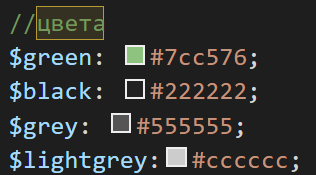 //цвета
$green: #7cc576;
$black: #222222;
$grey: #555555;
$lightgrey: #cccccc;